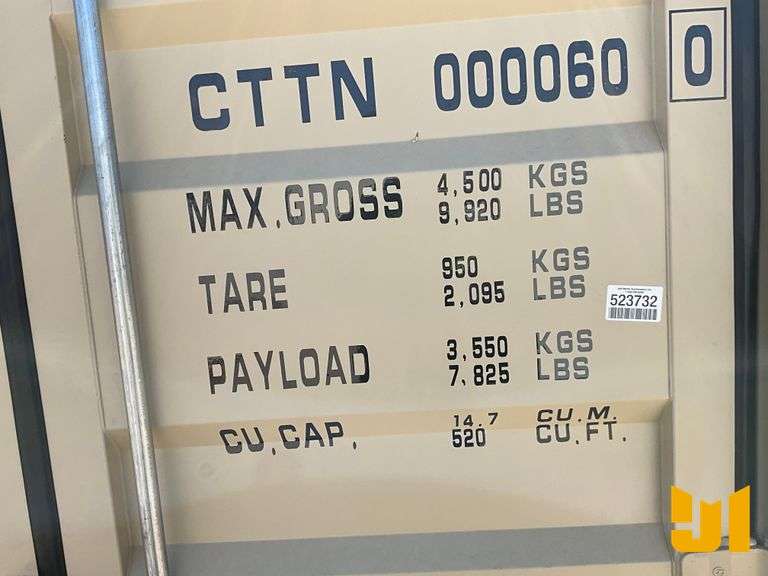 CTTN 000060 0
MAX.GROSS 4,500 KGS
9,920 LBS
TARE 950 KGS
2,095 LBS
523732
PAYLOAD 3,550 KGS
7,825 LBS
CU.CAP. 14.7 CU.M.
520 CU.FT.